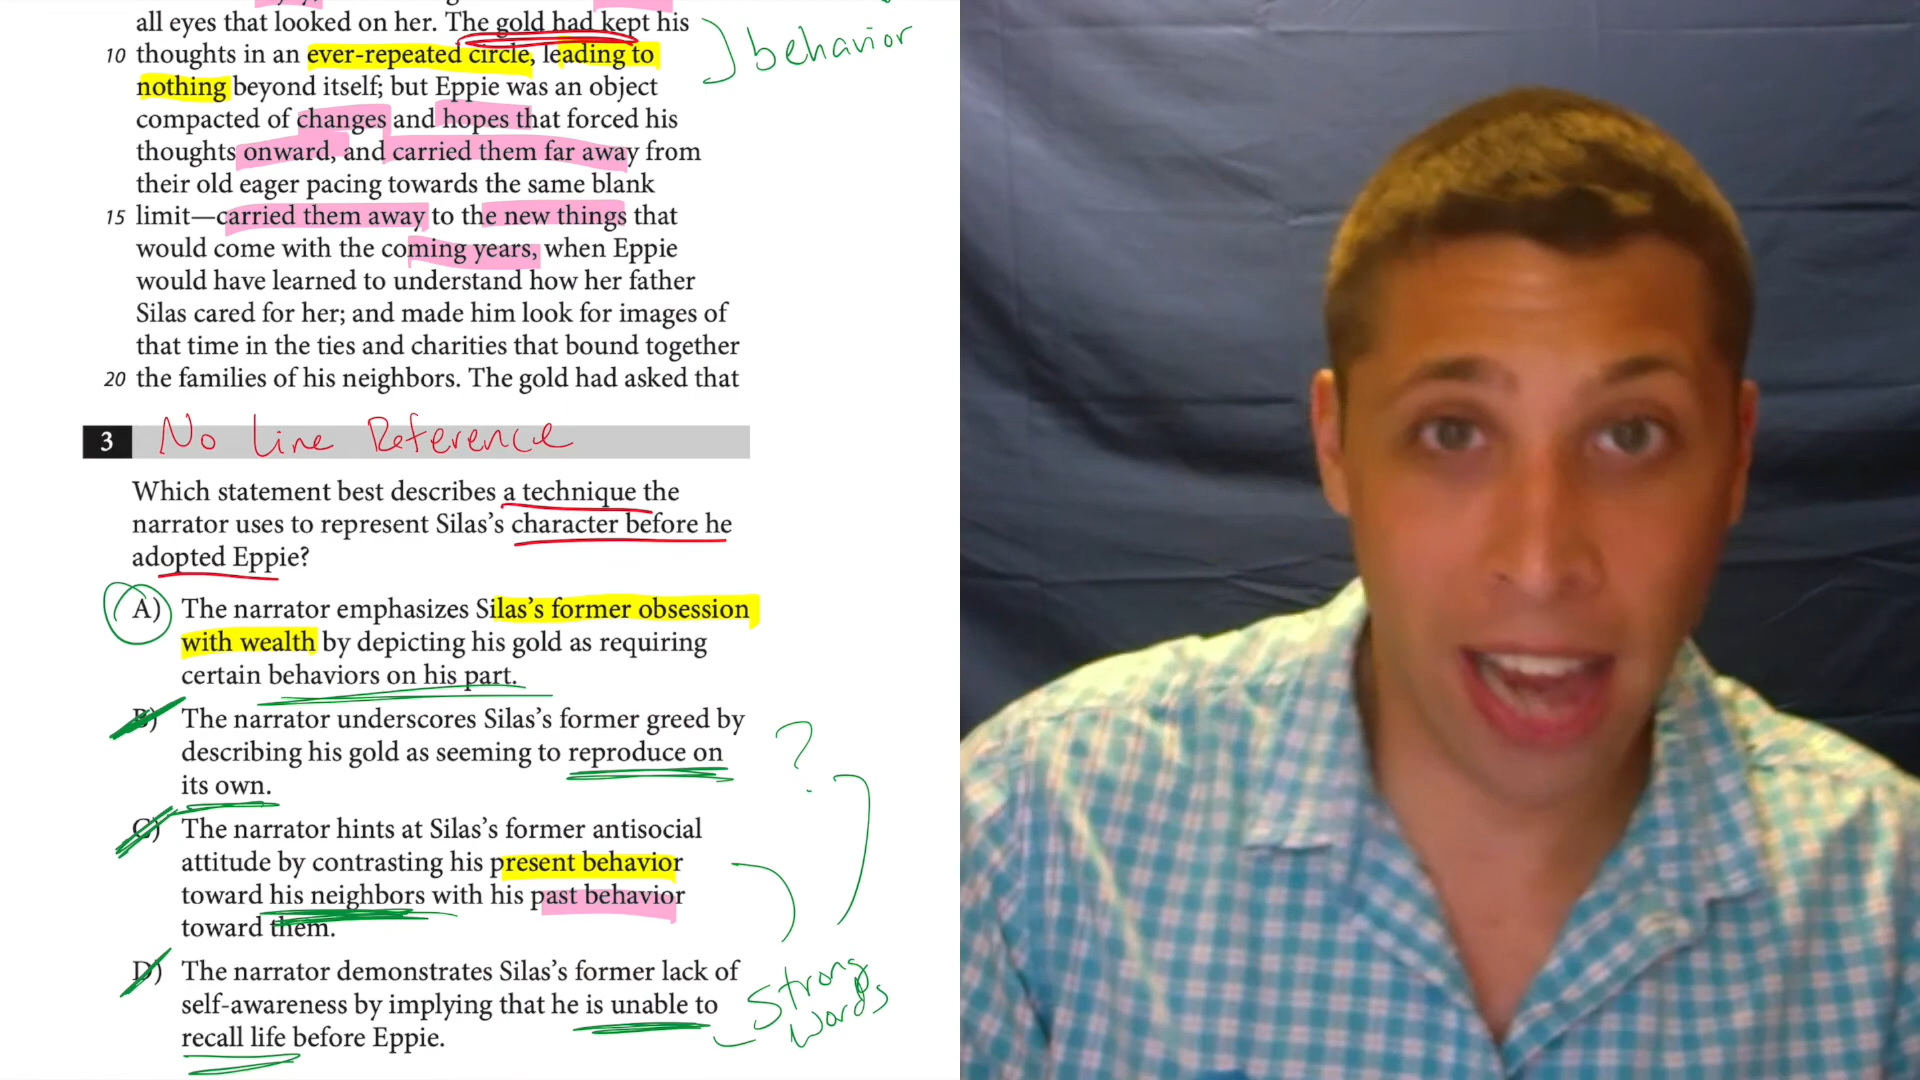 all eyes that looked on her. The gold had kept his
10 thoughts in an ever-repeated circle, leading to
nothing beyond itself; but Eppie was an object
compacted of changes and hopes that forced his
thoughts onward, and carried them far away from
their old eager pacing towards the same blank
15 limit—carried them away to the new things that
would come with the coming years, when Eppie
would have learned to understand how her father
Silas cared for her; and made him look for images of
that time in the ties and charities that bound together
20 the families of his neighbors. The gold had asked that
behavior
3 No Line Reference
Which statement best describes a technique the
narrator uses to represent Silas's character before he
adopted Eppie?
A) The narrator emphasizes Silas's former obsession
with wealth by depicting his gold as requiring
certain behaviors on his part.
B) The narrator underscores Silas's former greed by
describing his gold as seeming to reproduce on
its own.
?
C) The narrator hints at Silas's former antisocial
attitude by contrasting his present behavior
toward his neighbors with his past behavior
toward them.
D) The narrator demonstrates Silas's former lack of
self-awareness by implying that he is unable to
recall life before Eppie.
Strong
words